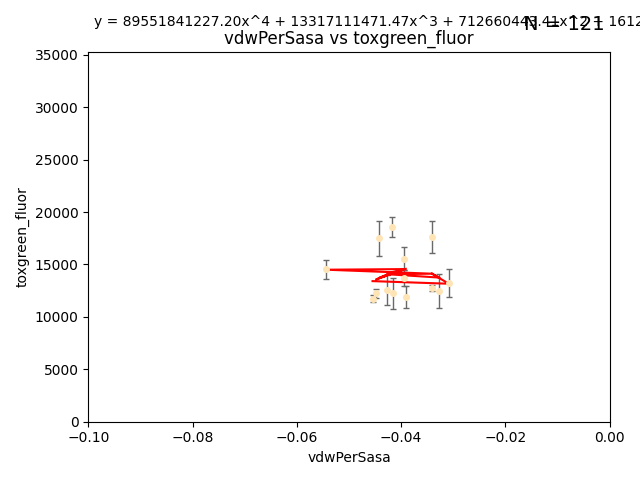 y = 89551841227.20x^4 + 13317111471.47x^3 + 712660443.41x^2 + 1612
N = 121
vdwPerSasa vs toxgreen_fluor
35000
30000
25000
20000
15000
10000
5000
0
toxgreen_fluor
−0.10 −0.08 −0.06 −0.04 −0.02 0.00
vdwPerSasa